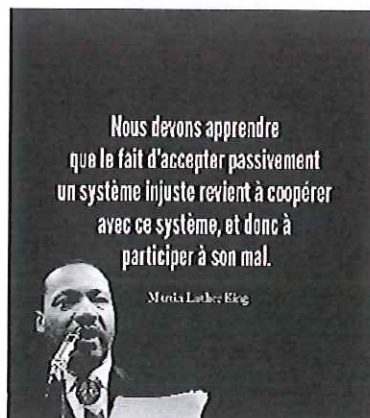 Nous devons apprendre
que le fait d'accepter passivement
un système injuste revient à coopérer
avec ce système, et donc à
participer à son mal.
Martin Luther King